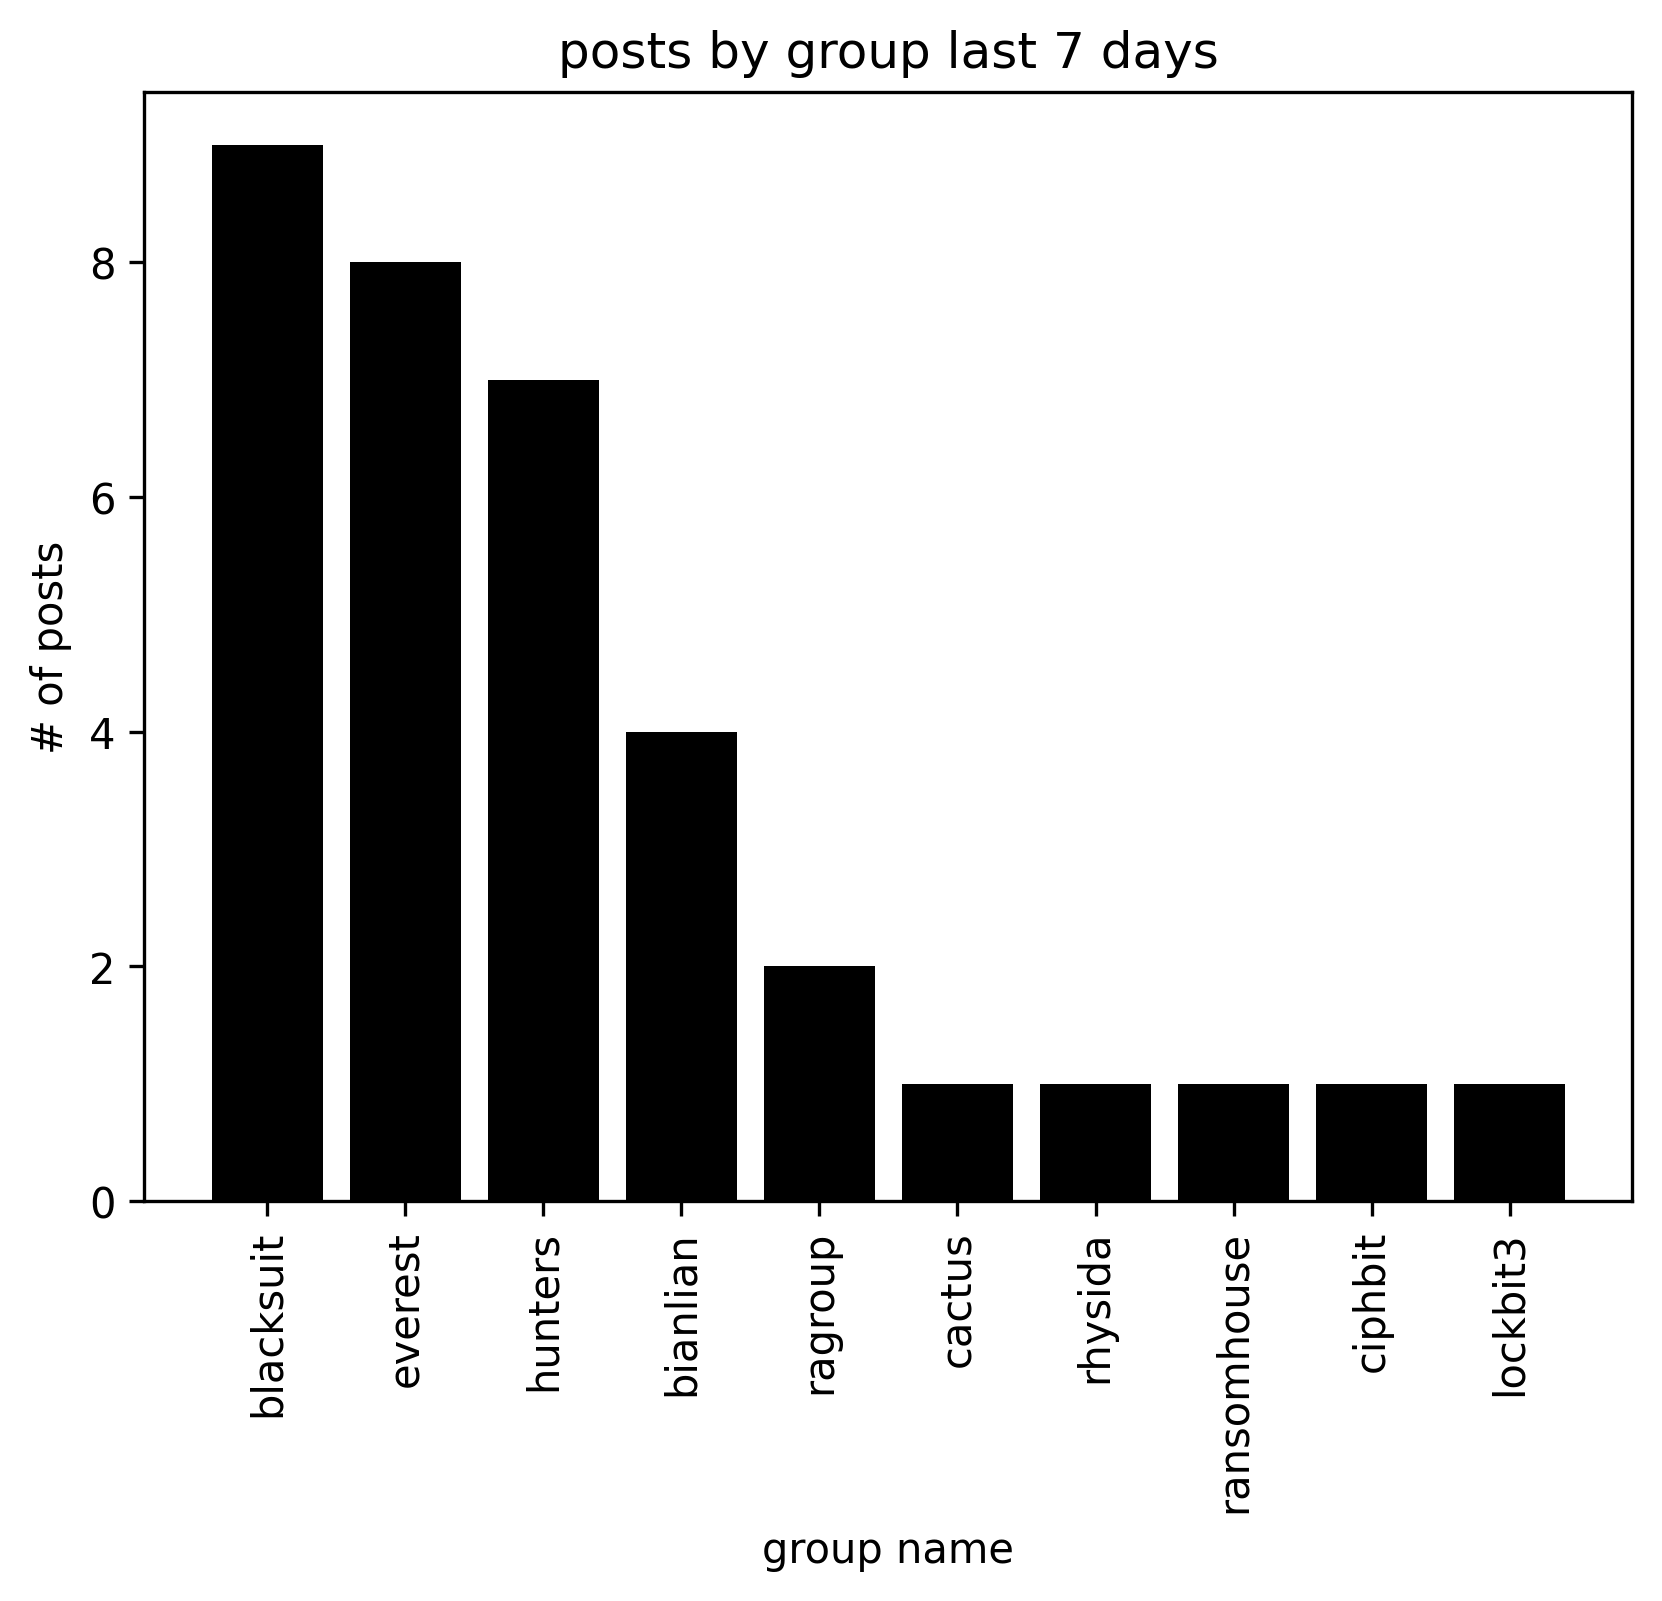 posts by group last 7 days
# of posts
8
6
4
2
0
blacksuit
everest
hunters
bianlian
ragroup
cactus
rhysida
ransomhouse
ciphbit
lockbit3
group name